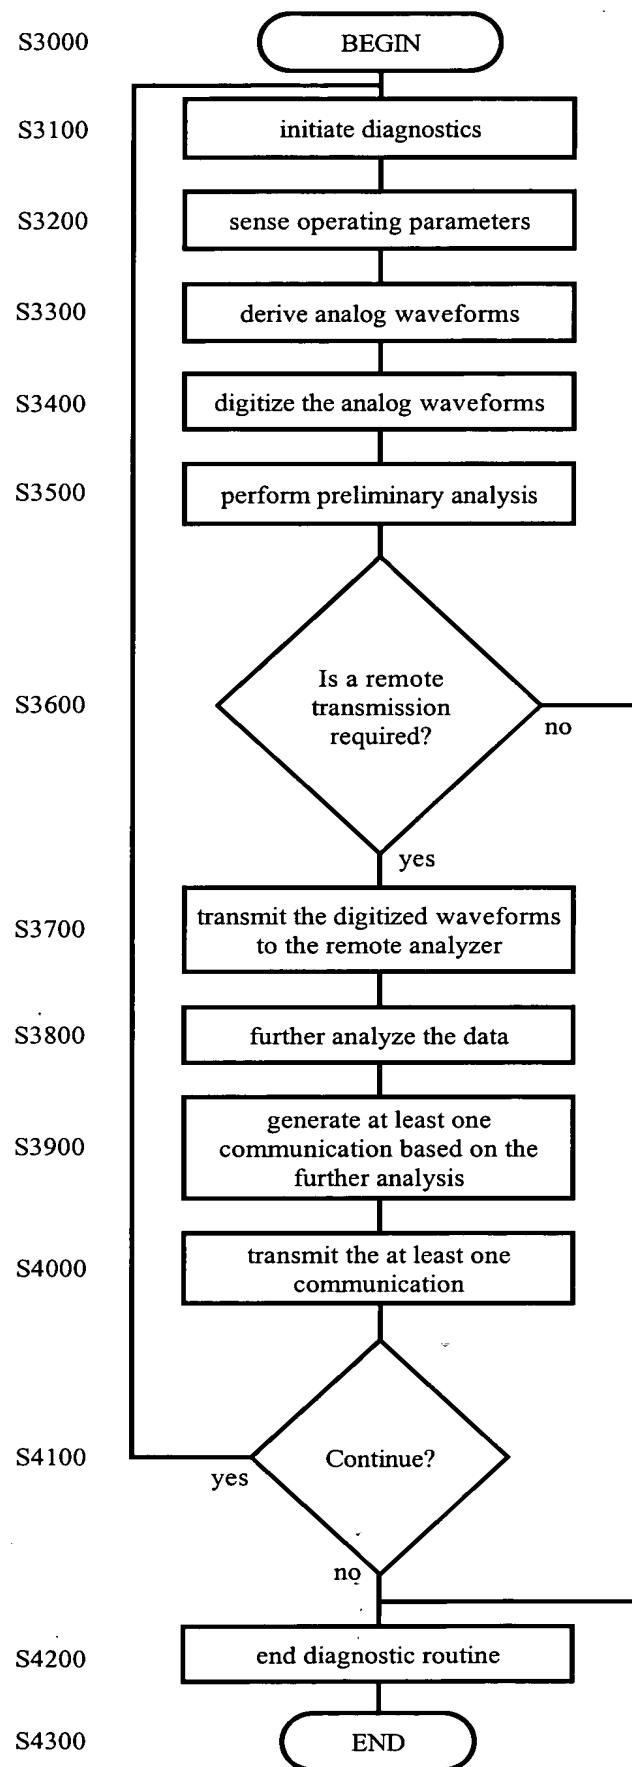 S3000
BEGIN
S3100
initiate diagnostics
S3200
sense operating parameters
S3300
derive analog waveforms
S3400
digitize the analog waveforms
S3500
perform preliminary analysis
S3600
Is a remote
transmission
required?
no
yes
S3700
transmit the digitized waveforms
to the remote analyzer
S3800
further analyze the data
S3900
generate at least one
communication based on the
further analysis
S4000
transmit the at least one
communication
S4100
Continue?
yes
no
S4200
end diagnostic routine
S4300
END